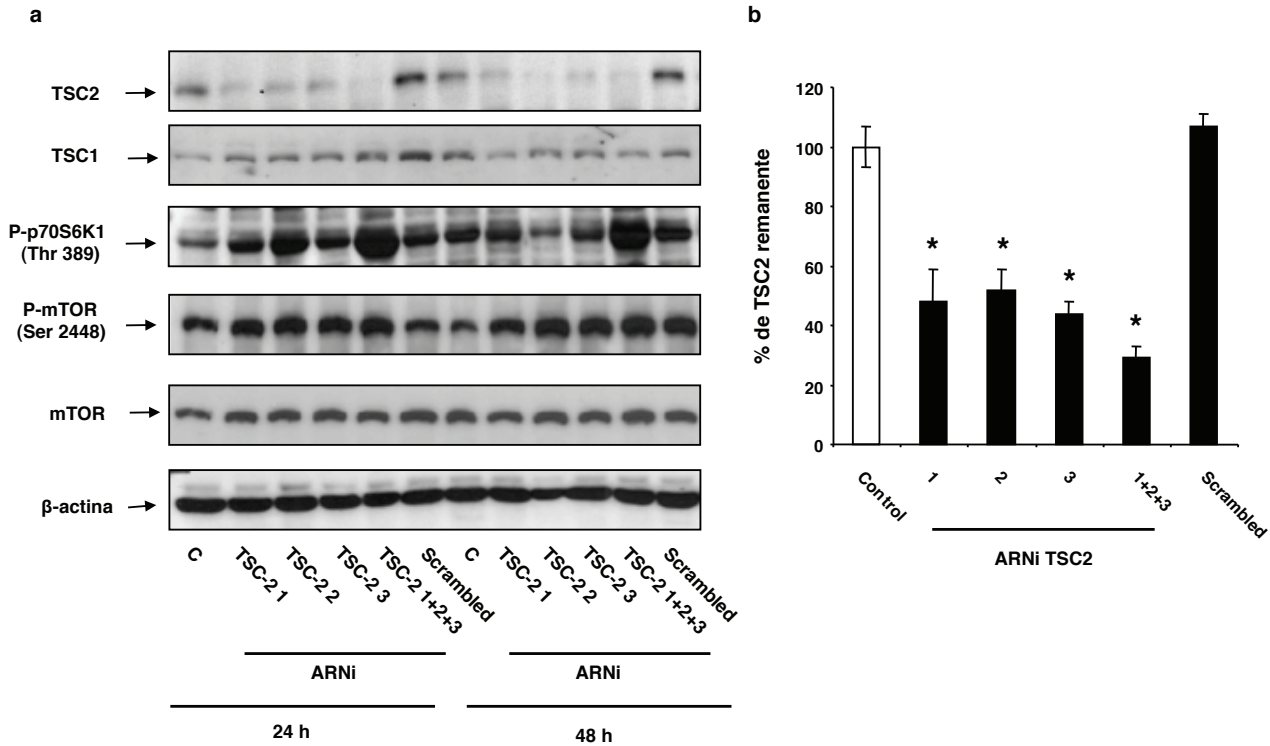 a
TSC2
TSC1
P-p70S6K1
(Thr 389)
P-mTOR
(Ser 2448)
mTOR
β-actina
C
TSC-2 1
TSC-2 2
TSC-2 3
TSC-2 1+2+3
Scrambled
C
TSC-2 1
TSC-2 2
TSC-2 3
TSC-2 1+2+3
Scrambled
ARNi
ARNi
24 h
48 h
b
% de TSC2 remanente
120
100
80
60
40
20
0
*
*
*
*
Control
1
2
3
1+2+3
Scrambled
ARNi TSC2